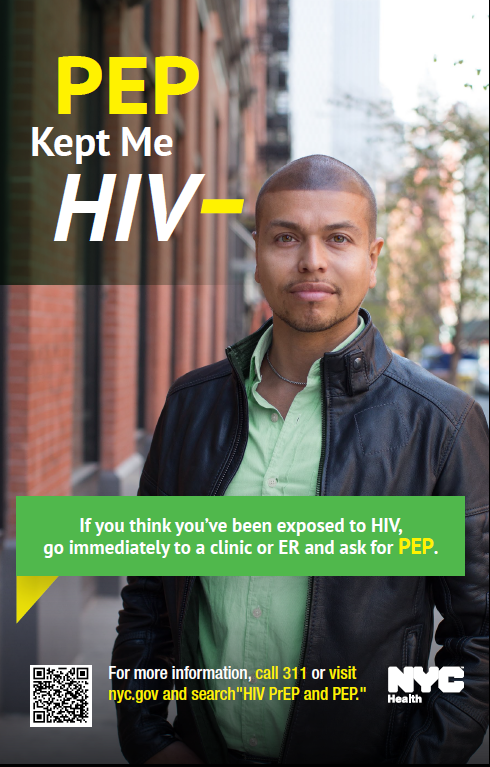 PEP
Kept Me
HIV-
If you think you've been exposed to HIV,
go immediately to a clinic or ER and ask for PEP.
For more information, call 311 or visit
nyc.gov and search"HIV PrEP and PEP."
NYC
Health